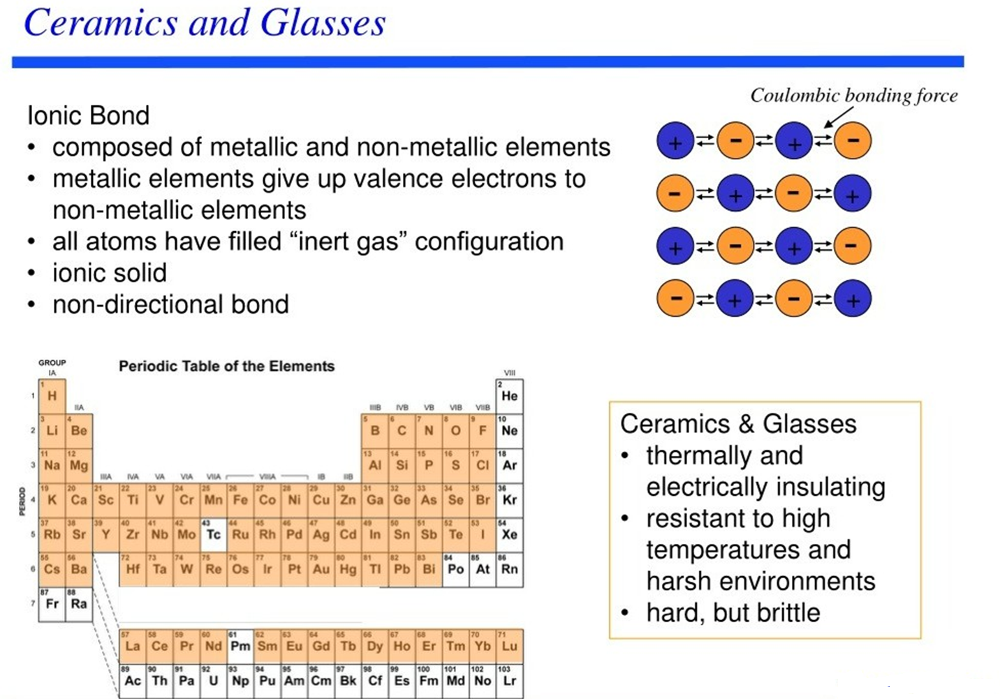 Ceramics and Glasses
Ionic Bond
• composed of metallic and non-metallic elements
• metallic elements give up valence electrons to
non-metallic elements
• all atoms have filled “inert gas” configuration
• ionic solid
• non-directional bond
Coulombic bonding force
+ - + -
- + - +
+ - + -
- + - +
Periodic Table of the Elements
GROUP
IA
VIII
1 2
1 H He
IIA IIIB IVB VB VIB VIIB
3 4 5 6 7 8 9 10
2 Li Be B C N O F Ne
11 12 13 14 15 16 17 18
3 Na Mg Al Si P S Cl Ar
IIIA IVA VA VIA VIIA VIIIA IB IIB
19 20 21 22 23 24 25 26 27 28 29 30 31 32 33 34 35 36
4 K Ca Sc Ti V Cr Mn Fe Co Ni Cu Zn Ga Ge As Se Br Kr
PERIOD
37 38 39 40 41 42 43 44 45 46 47 48 49 50 51 52 53 54
5 Rb Sr Y Zr Nb Mo Tc Ru Rh Pd Ag Cd In Sn Sb Te I Xe
55 56 72 73 74 75 76 77 78 79 80 81 82 83 84 85 86
6 Cs Ba Hf Ta W Re Os Ir Pt Au Hg Tl Pb Bi Po At Rn
87 88
7 Fr Ra
57 58 59 60 61 62 63 64 65 66 67 68 69 70 71
La Ce Pr Nd Pm Sm Eu Gd Tb Dy Ho Er Tm Yb Lu
89 90 91 92 93 94 95 96 97 98 99 100 101 102 103
Ac Th Pa U Np Pu Am Cm Bk Cf Es Fm Md No Lr
Ceramics & Glasses
• thermally and
electrically insulating
• resistant to high
temperatures and
harsh environments
• hard, but brittle